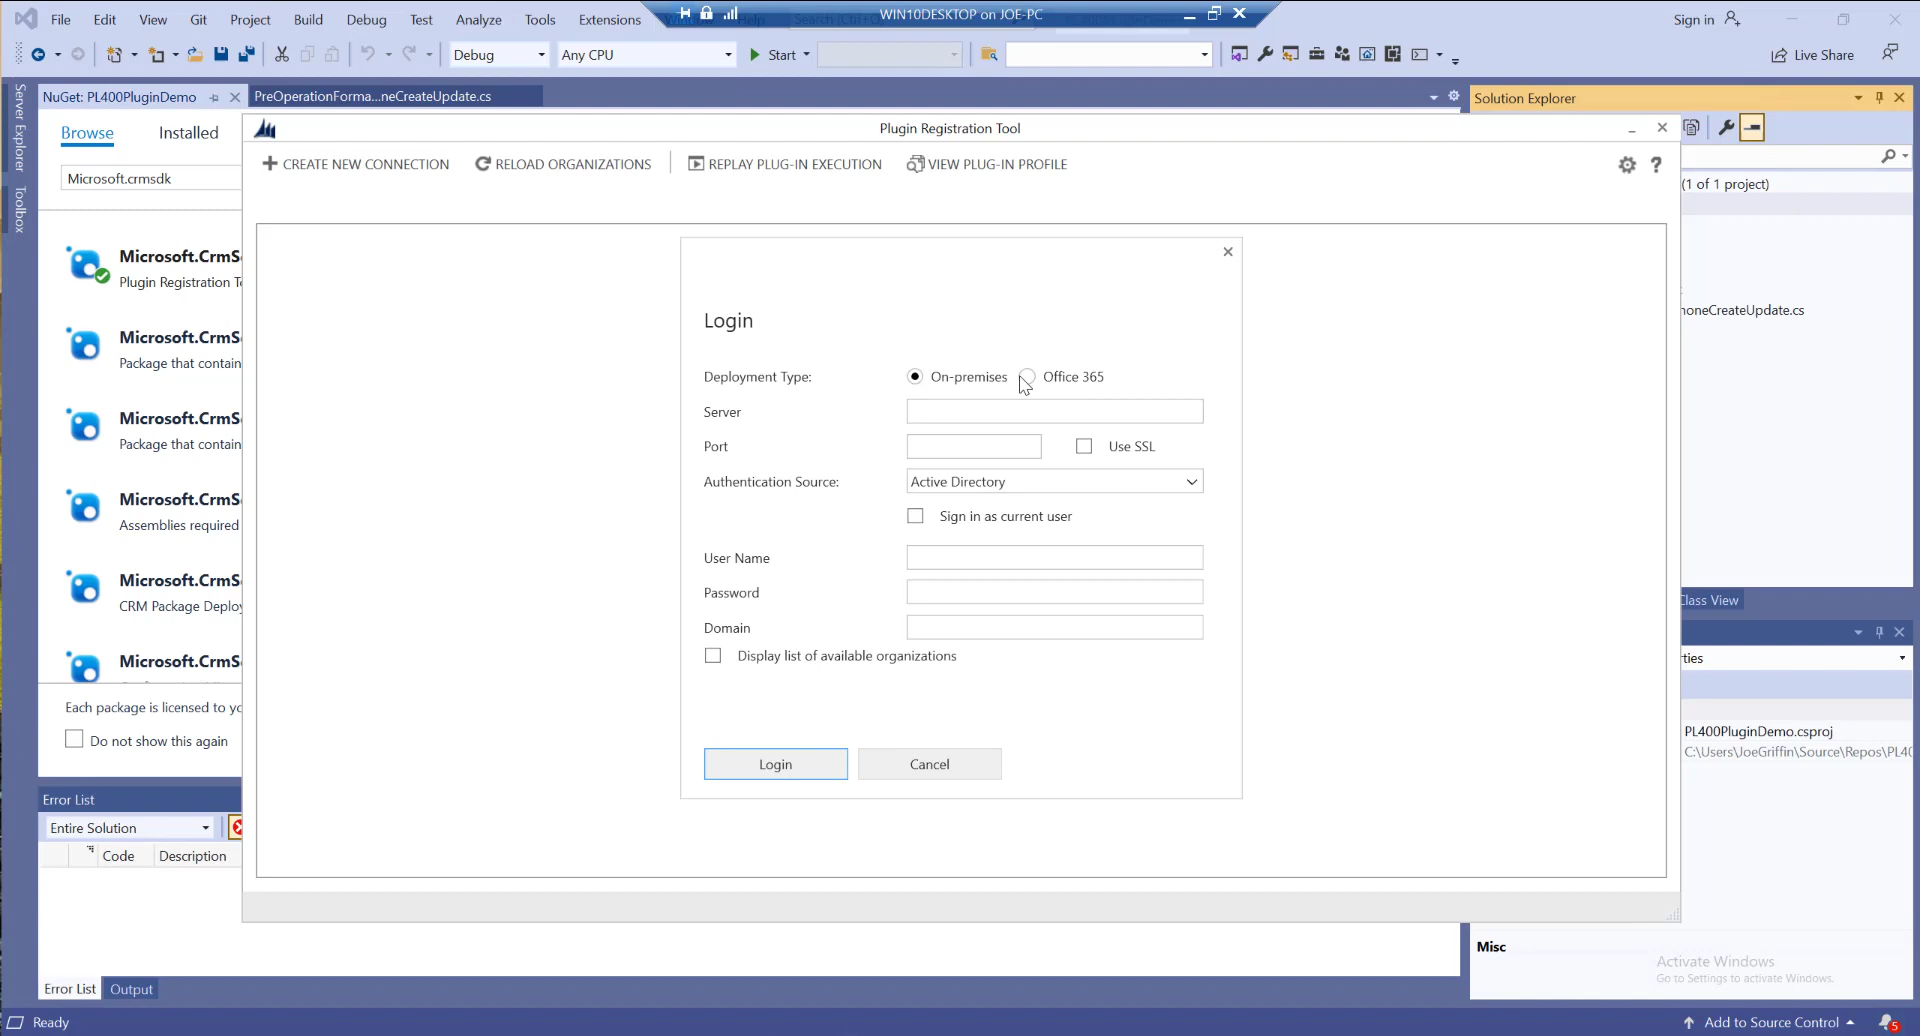 File Edit View Git Project Build Debug Test Analyze Tools Extensions
WIN10DESKTOP on JOE-PC
Sign in
Debug Any CPU Start
Live Share
Server Explorer
Toolbox
NuGet: PL400PluginDemo
PreOperationForma...neCreateUpdate.cs
Solution Explorer
Browse Installed
Microsoft.crmsdk
Microsoft.CrmS
Plugin Registration T
Microsoft.CrmS
Package that contain
Microsoft.CrmS
Package that contain
Microsoft.CrmS
Assemblies required
Microsoft.CrmS
CRM Package Deploy
Microsoft.CrmS
Each package is licensed to yo
Do not show this again
Plugin Registration Tool
CREATE NEW CONNECTION RELOAD ORGANIZATIONS REPLAY PLUG-IN EXECUTION VIEW PLUG-IN PROFILE
Login
Deployment Type: On-premises Office 365
Server
Port Use SSL
Authentication Source: Active Directory
Sign in as current user
User Name
Password
Domain
Display list of available organizations
Login Cancel
(1 of 1 project)
noneCreateUpdate.cs
Class View
ties
PL400PluginDemo.csproj
C:\Users\JoeGriffin\Source\Repos\PL40
Misc
Activate Windows
Go to Settings to activate Windows.
Error List
Entire Solution
Code Description
Error List Output
Ready
Add to Source Control
5